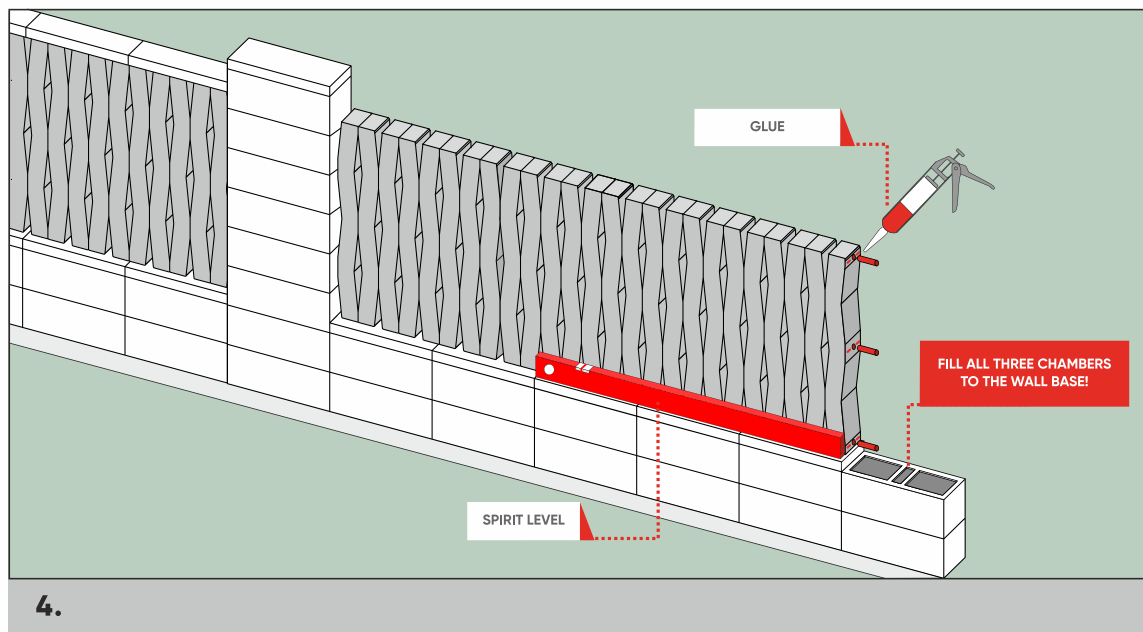 GLUE
FILL ALL THREE CHAMBERS
TO THE WALL BASE!
SPIRIT LEVEL
4.